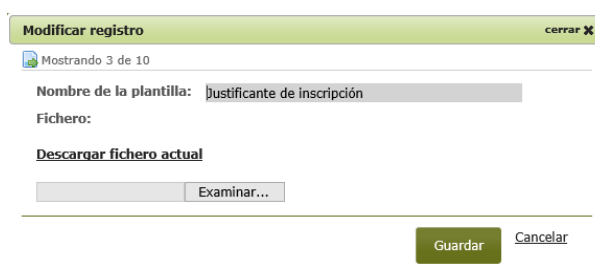 Modificar registro
cerrar ✖
Mostrando 3 de 10
Nombre de la plantilla: Justificante de inscripción
Fichero:
Descargar fichero actual
Examinar...
Guardar
Cancelar